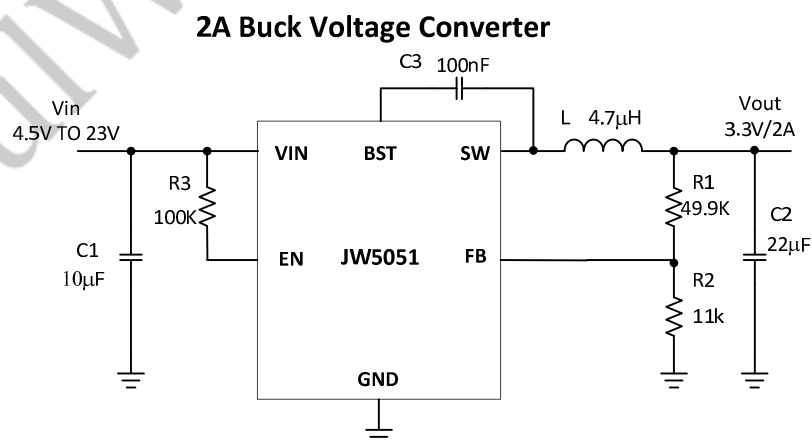 2A Buck Voltage Converter
C3 100nF
Vin
4.5V TO 23V
L 4.7μH
Vout
3.3V/2A
VIN
BST
SW
R3
100K
R1
49.9K
C2
22μF
C1
10μF
EN
JW5051
FB
R2
11k
GND